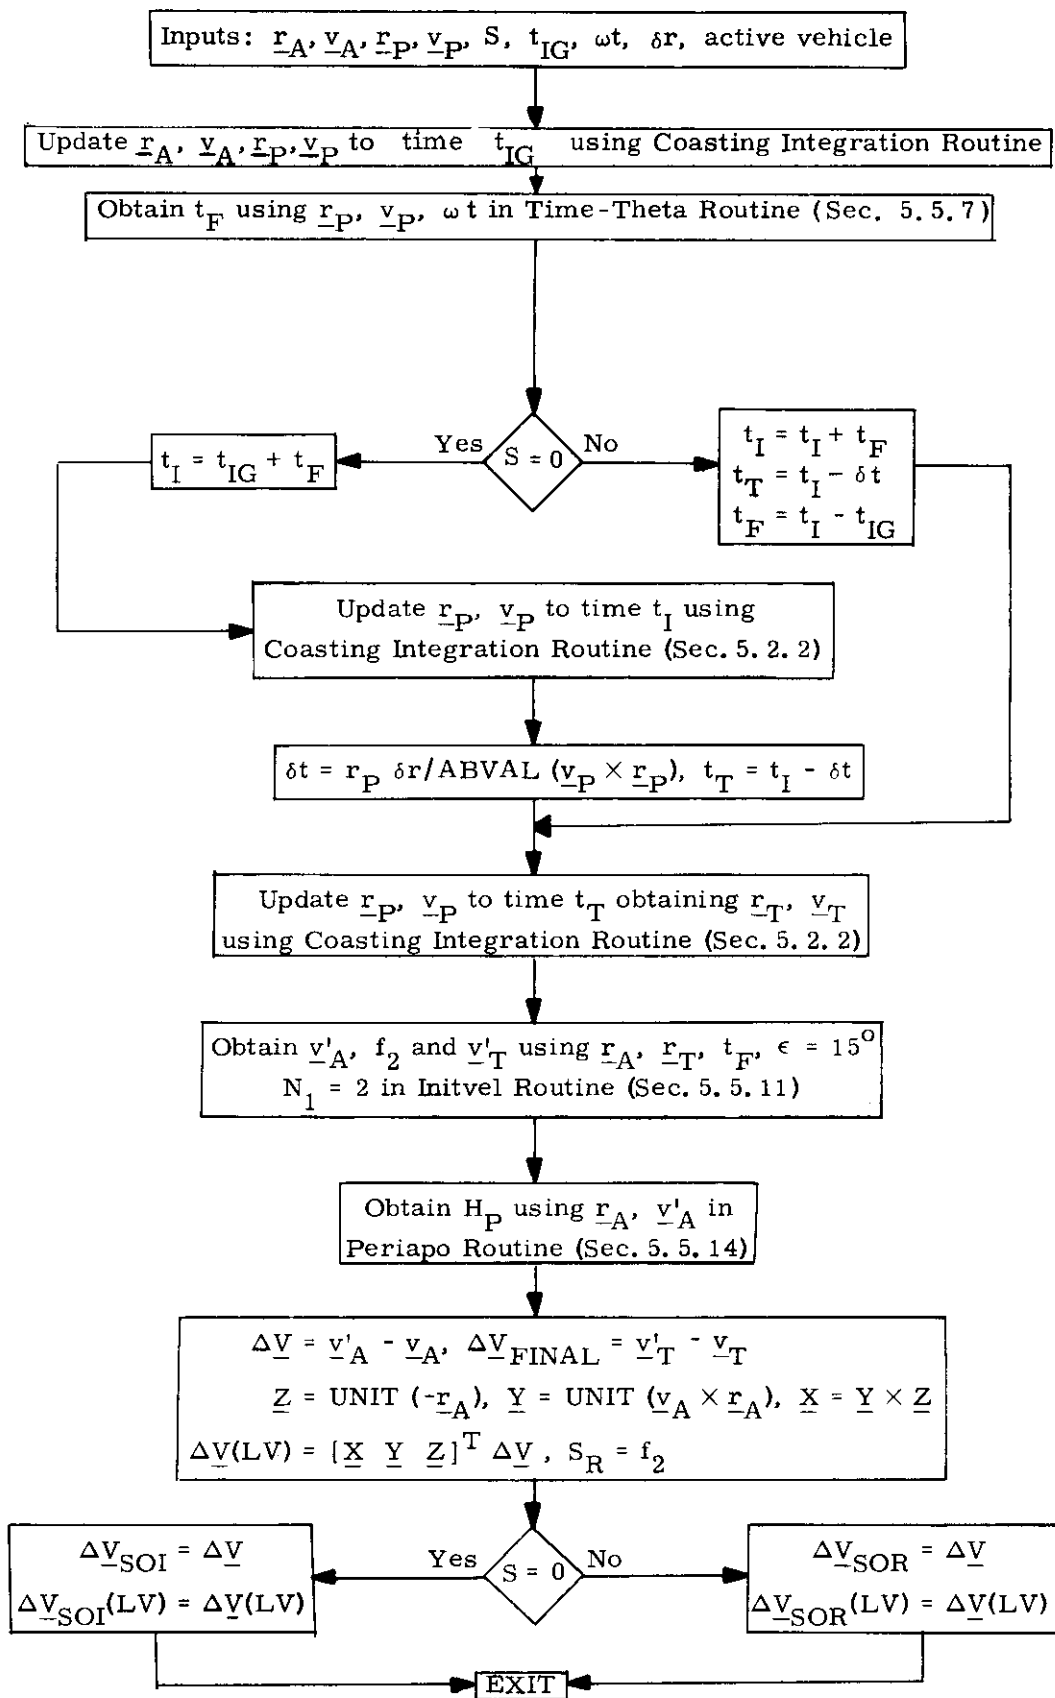 Inputs: r_A, v_A, r_P, v_P, S, t_IG, ωt, δr, active vehicle
Update r_A, v_A, r_P, v_P to time t_IG using Coasting Integration Routine
Obtain t_F using r_P, v_P, ωt in Time-Theta Routine (Sec. 5.5.7)
Yes S = 0 No
t_I = t_IG + t_F
t_I = t_I + t_F
t_T = t_I - δt
t_F = t_I - t_IG
Update r_P, v_P to time t_I using
Coasting Integration Routine (Sec. 5.2.2)
δt = r_P δr/ABVAL (v_P × r_P), t_T = t_I - δt
Update r_P, v_P to time t_T obtaining r_T, v_T
using Coasting Integration Routine (Sec. 5.2.2)
Obtain v'_A, f_2 and v'_T using r_A, r_T, t_F, ϵ = 15°
N_1 = 2 in Initvel Routine (Sec. 5.5.11)
Obtain H_P using r_A, v'_A in
Periapo Routine (Sec. 5.5.14)
ΔV = v'_A - v_A, ΔV_FINAL = v'_T - v_T
Z = UNIT (-r_A), Y = UNIT (v_A × r_A), X = Y × Z
ΔV(LV) = [X Y Z]^T ΔV, S_R = f_2
Yes S = 0 No
ΔV_SOI = ΔV
ΔV_SOI(LV) = ΔV(LV)
ΔV_SOR = ΔV
ΔV_SOR(LV) = ΔV(LV)
EXIT